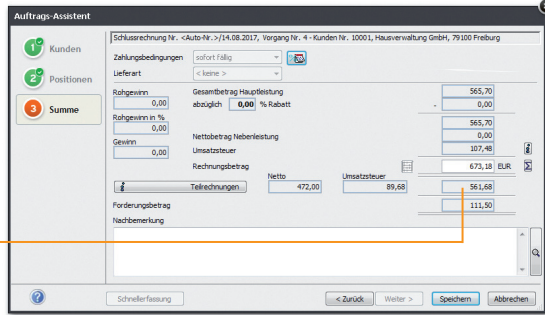 Auftrags-Assistent
Schlussrechnung Nr. <Auto-Nr.>/14.08.2017, Vorgang Nr. 4 - Kunden Nr. 10001, Hausverwaltung GmbH, 79100 Freiburg
1 Kunden
2 Positionen
3 Summe
Zahlungsbedingungen sofort Fällig
Lieferart < keine >
Rohgewinn Gesamtbetrag Hauptleistung 565,70
0,00 abzüglich 0,00 % Rabatt - 0,00
Rohgewinn in % 565,70
0,00 Nettobetrag Nebenleistung 0,00
Gewinn Umsatzsteuer 107,48
0,00
Rechnungsbetrag 673,18 EUR Σ
Netto Umsatzsteuer
Teilrechnungen 472,00 89,68 561,68
Forderungsbetrag 111,50
Nachbemerkung
? Schnellerfassung < Zurück Weiter > Speichern Abbrechen